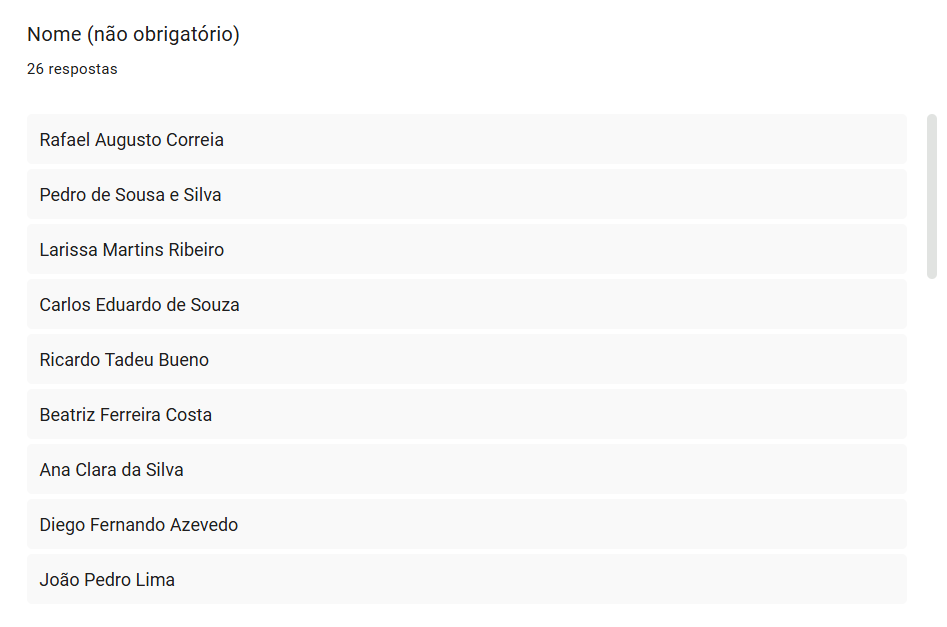 Nome (não obrigatório)
26 respostas
Rafael Augusto Correia
Pedro de Sousa e Silva
Larissa Martins Ribeiro
Carlos Eduardo de Souza
Ricardo Tadeu Bueno
Beatriz Ferreira Costa
Ana Clara da Silva
Diego Fernando Azevedo
João Pedro Lima